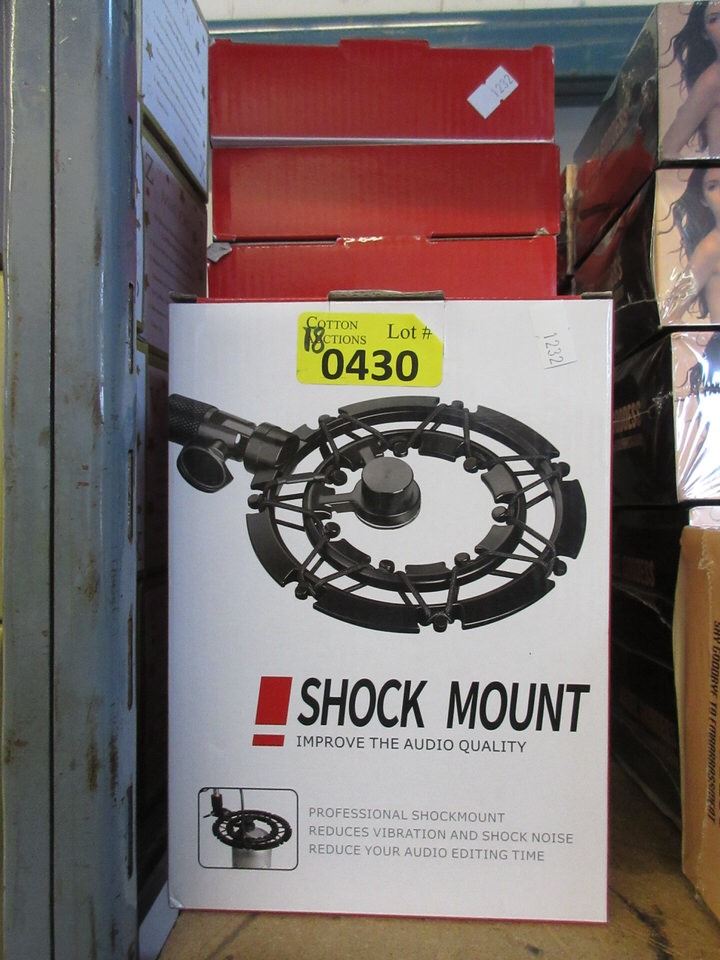 1232
COTTON
AUCTIONS
Lot #
18
0430
1232
SHOCK MOUNT
IMPROVE THE AUDIO QUALITY
PROFESSIONAL SHOCKMOUNT
REDUCES VIBRATION AND SHOCK NOISE
REDUCE YOUR AUDIO EDITING TIME